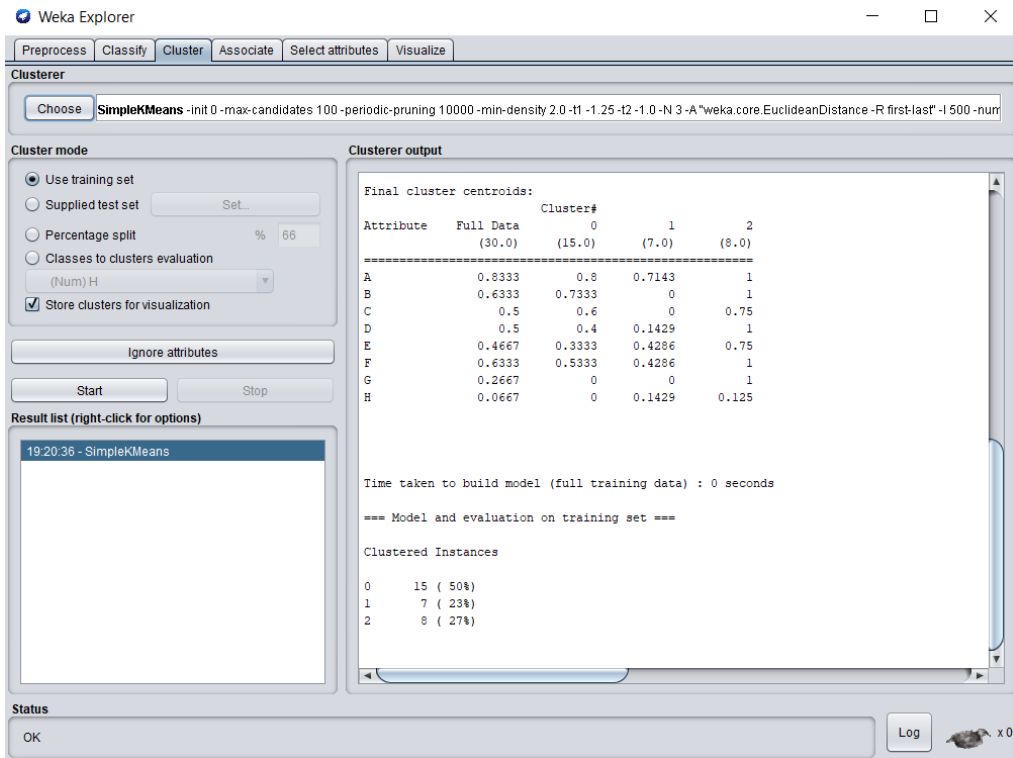 Weka Explorer
Preprocess Classify Cluster Associate Select attributes Visualize
Clusterer
Choose SimpleKMeans -init 0 -max-candidates 100 -periodic-pruning 10000 -min-density 2.0 -t1 -1.25 -t2 -1.0 -N 3 -A "weka.core.EuclideanDistance -R first-last" -I 500 -num
Cluster mode
Use training set
Supplied test set Set...
Percentage split % 66
Classes to clusters evaluation
(Num) H
Store clusters for visualization
Ignore attributes
Start Stop
Result list (right-click for options)
19:20:36 - SimpleKMeans
Clusterer output
Final cluster centroids:
Cluster#
Attribute Full Data 0 1 2
(30.0) (15.0) (7.0) (8.0)
======================================================
A 0.8333 0.8 0.7143 1
B 0.6333 0.7333 0 1
C 0.5 0.6 0 0.75
D 0.5 0.4 0.1429 1
E 0.4667 0.3333 0.4286 0.75
F 0.6333 0.5333 0.4286 1
G 0.2667 0 0 1
H 0.0667 0 0.1429 0.125
Time taken to build model (full training data) : 0 seconds
=== Model and evaluation on training set ===
Clustered Instances
0 15 ( 50%)
1 7 ( 23%)
2 8 ( 27%)
Status
OK
Log x 0